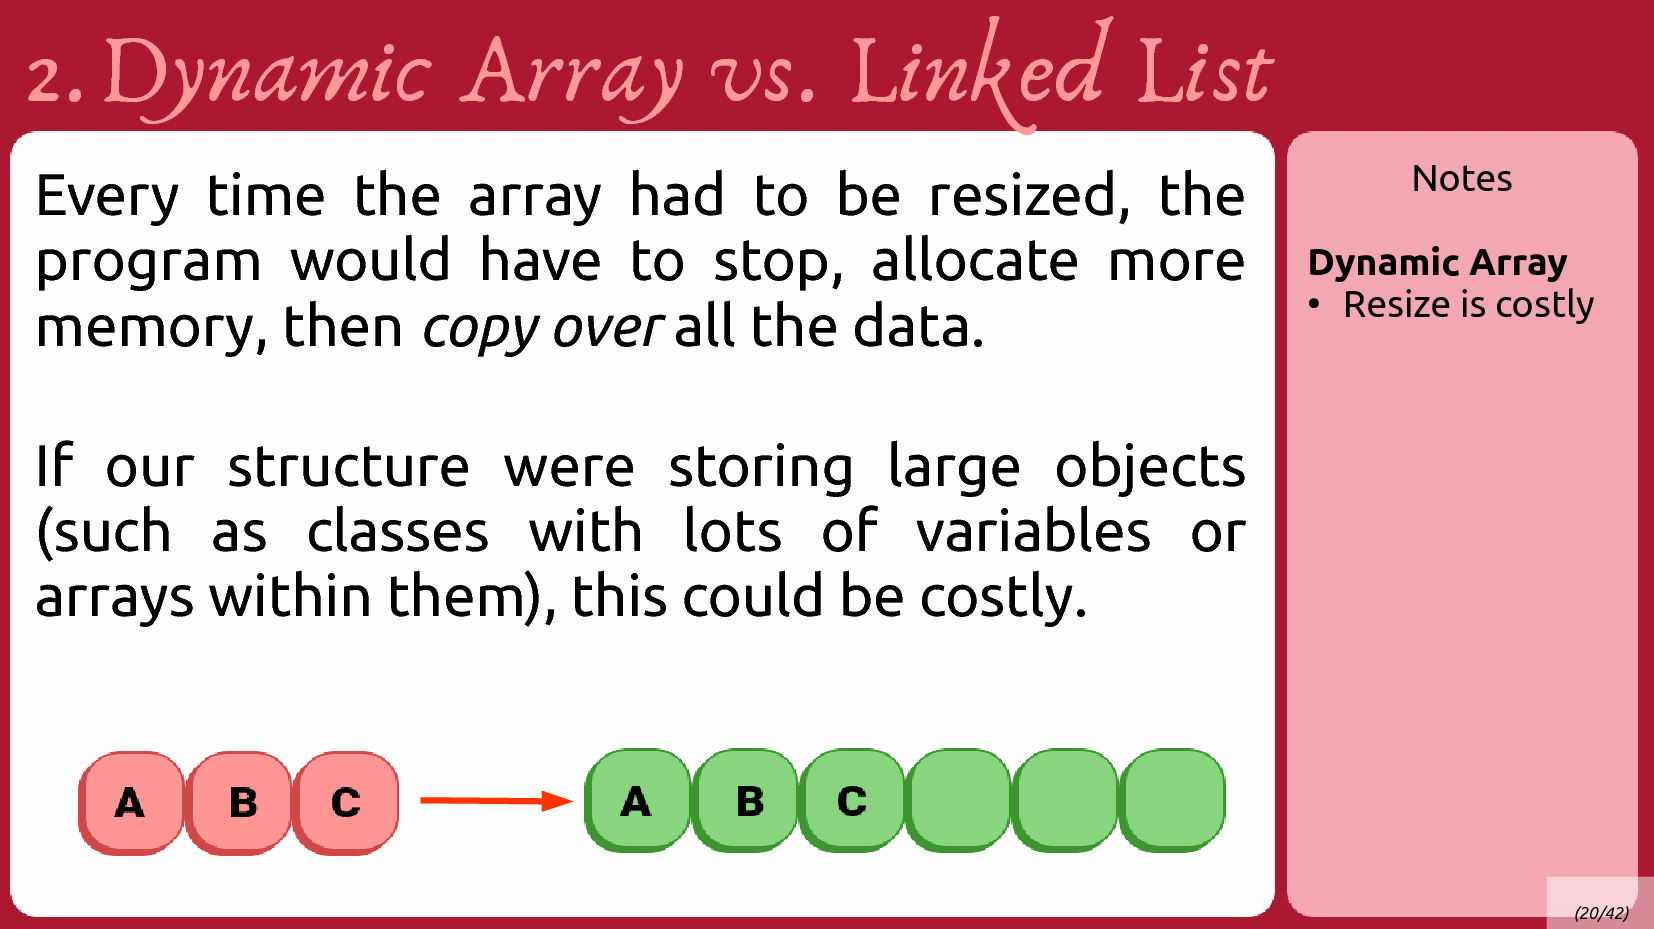 2. Dynamic Array vs. Linked List
Every time the array had to be resized, the
program would have to stop, allocate more
memory, then copy over all the data.
If our structure were storing large objects
(such as classes with lots of variables or
arrays within them), this could be costly.
A B C A B C
Notes
Dynamic Array
• Resize is costly
(20/42)